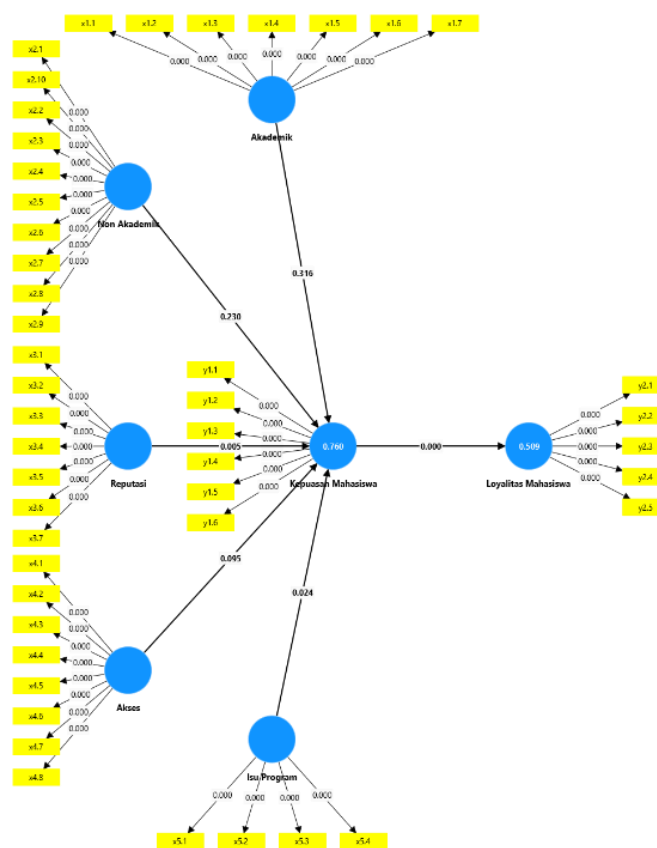 x1.1
x1.2
x1.3
x1.4
x1.5
x1.6
x1.7
0.000
0.000
0.000
0.000
0.000
0.000
0.000
Akademik
x2.1
x2.10
x2.2
x2.3
x2.4
x2.5
x2.6
x2.7
x2.8
x2.9
0.000
0.000
0.000
0.000
0.000
0.000
0.000
0.000
0.000
0.000
Non Akademik
0.316
0.230
x3.1
x3.2
x3.3
x3.4
x3.5
x3.6
x3.7
0.000
0.000
0.000
0.000
0.000
0.000
0.000
Reputasi
0.005
y1.1
y1.2
y1.3
y1.4
y1.5
y1.6
0.000
0.000
0.000
0.000
0.000
0.000
0.760
Kepuasan Mahasiswa
0.000
0.509
Loyalitas Mahasiswa
0.000
0.000
0.000
0.000
0.000
y2.1
y2.2
y2.3
y2.4
y2.5
x4.1
x4.2
x4.3
x4.4
x4.5
x4.6
x4.7
x4.8
0.000
0.000
0.000
0.000
0.000
0.000
0.000
0.000
Akses
0.095
0.024
Isu Program
0.000
0.000
0.000
0.000
x5.1
x5.2
x5.3
x5.4